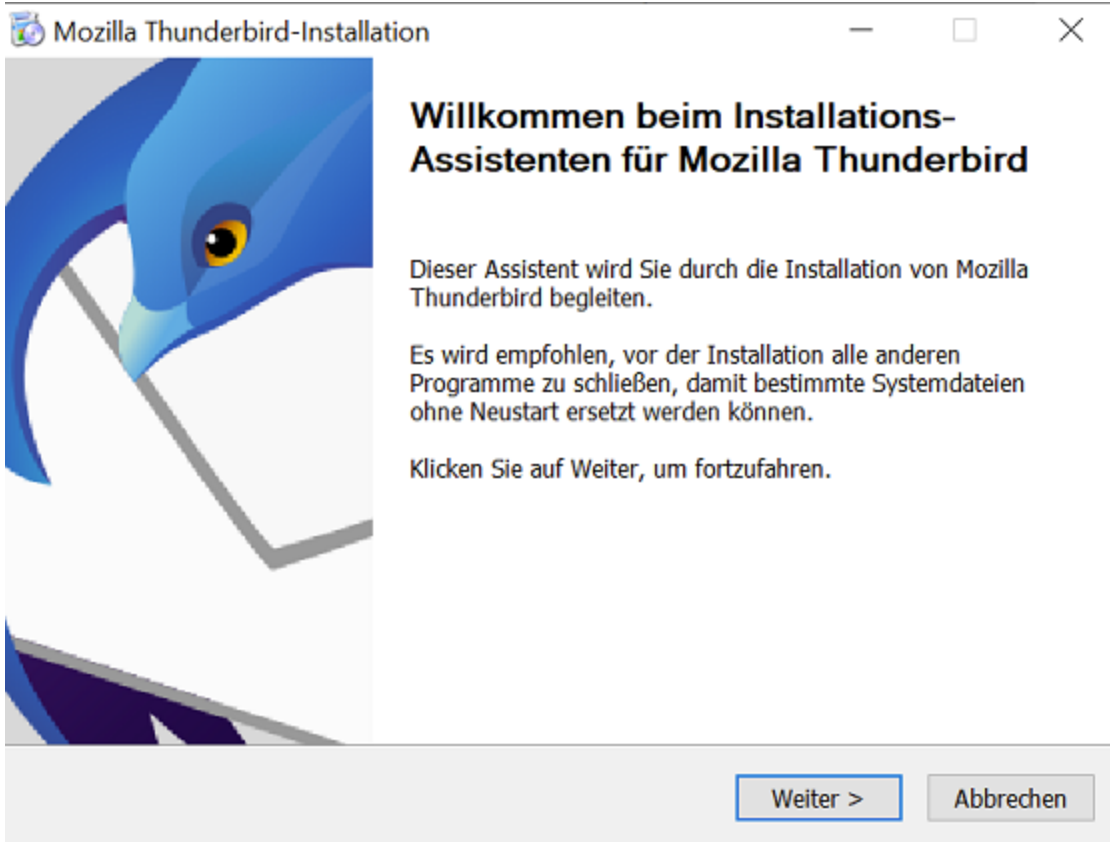 Mozilla Thunderbird-Installation
Willkommen beim Installations-
Assistenten für Mozilla Thunderbird
Dieser Assistent wird Sie durch die Installation von Mozilla
Thunderbird begleiten.
Es wird empfohlen, vor der Installation alle anderen
Programme zu schließen, damit bestimmte Systemdateien
ohne Neustart ersetzt werden können.
Klicken Sie auf Weiter, um fortzufahren.
Weiter >
Abbrechen